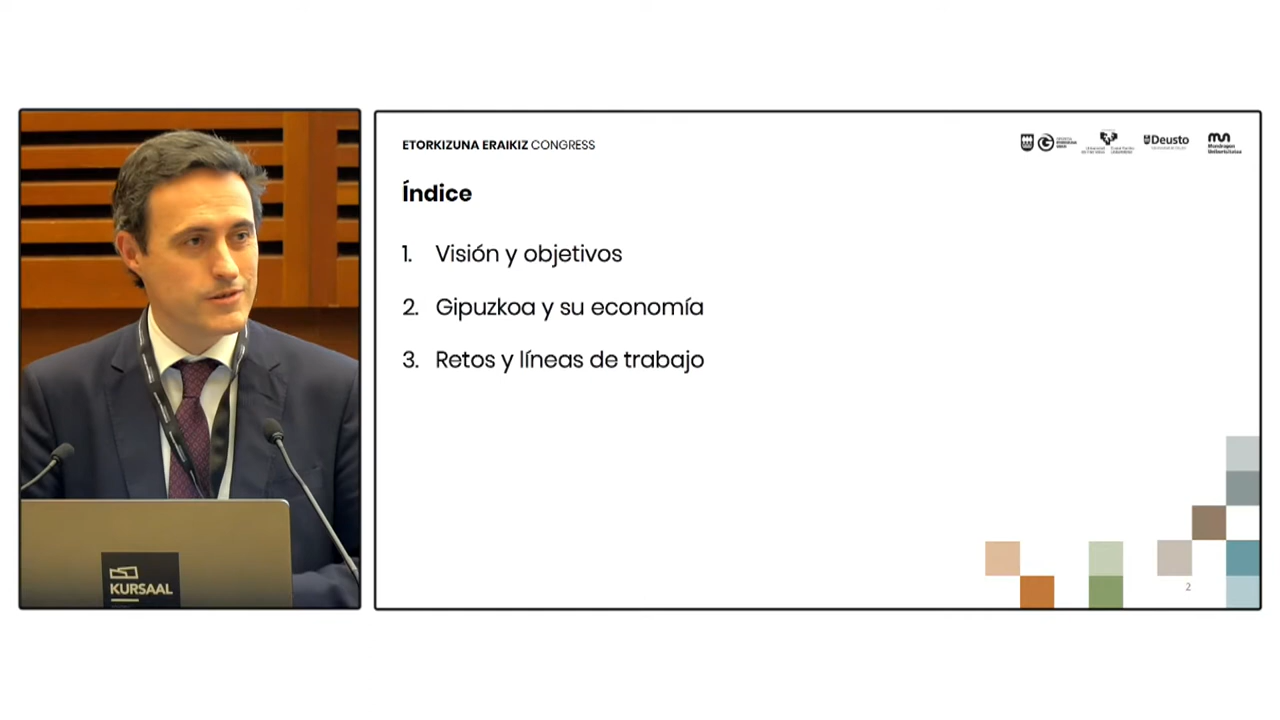 ETORKIZUNA ERAIKIZ CONGRESS
Deusto
Índice
1. Visión y objetivos
2. Gipuzkoa y su economía
3. Retos y líneas de trabajo
KURSAAL
2